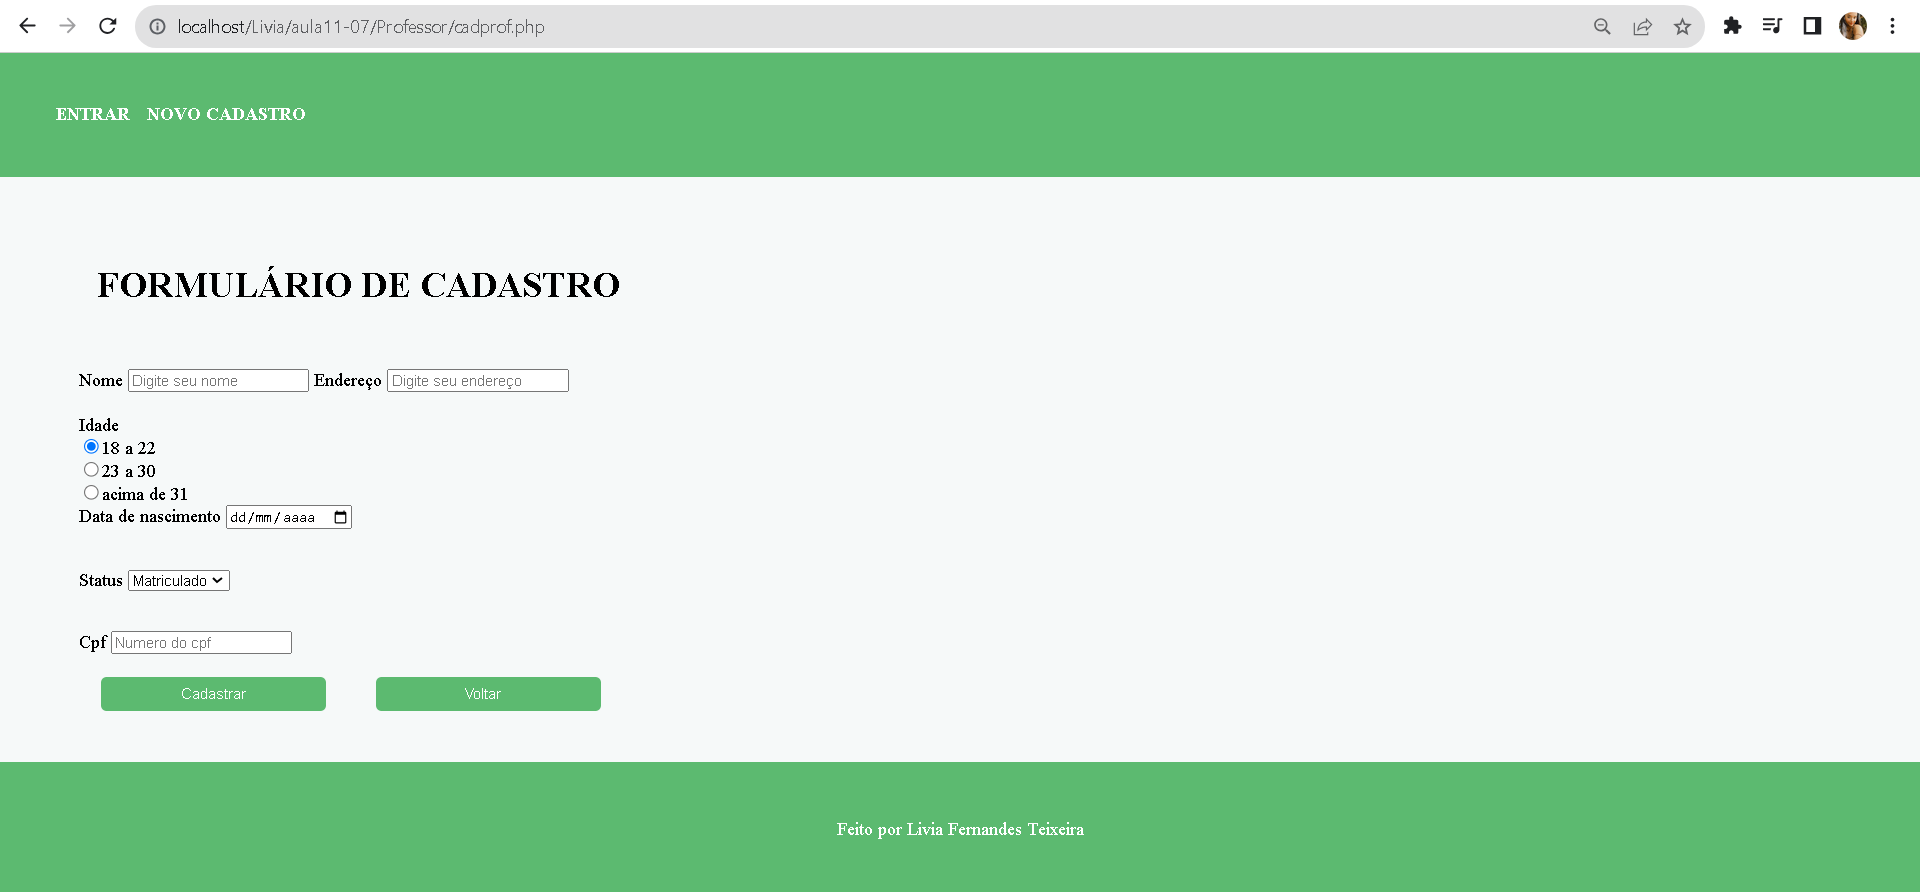 localhost/Livia/aula11-07/Professor/cadprof.php
ENTRAR NOVO CADASTRO
FORMULÁRIO DE CADASTRO
Nome Digite seu nome Endereço Digite seu endereço
Idade
18 a 22
23 a 30
acima de 31
Data de nascimento dd/mm/aaaa
Status Matriculado
Cpf Numero do cpf
Cadastrar Voltar
Feito por Livia Fernandes Teixeira